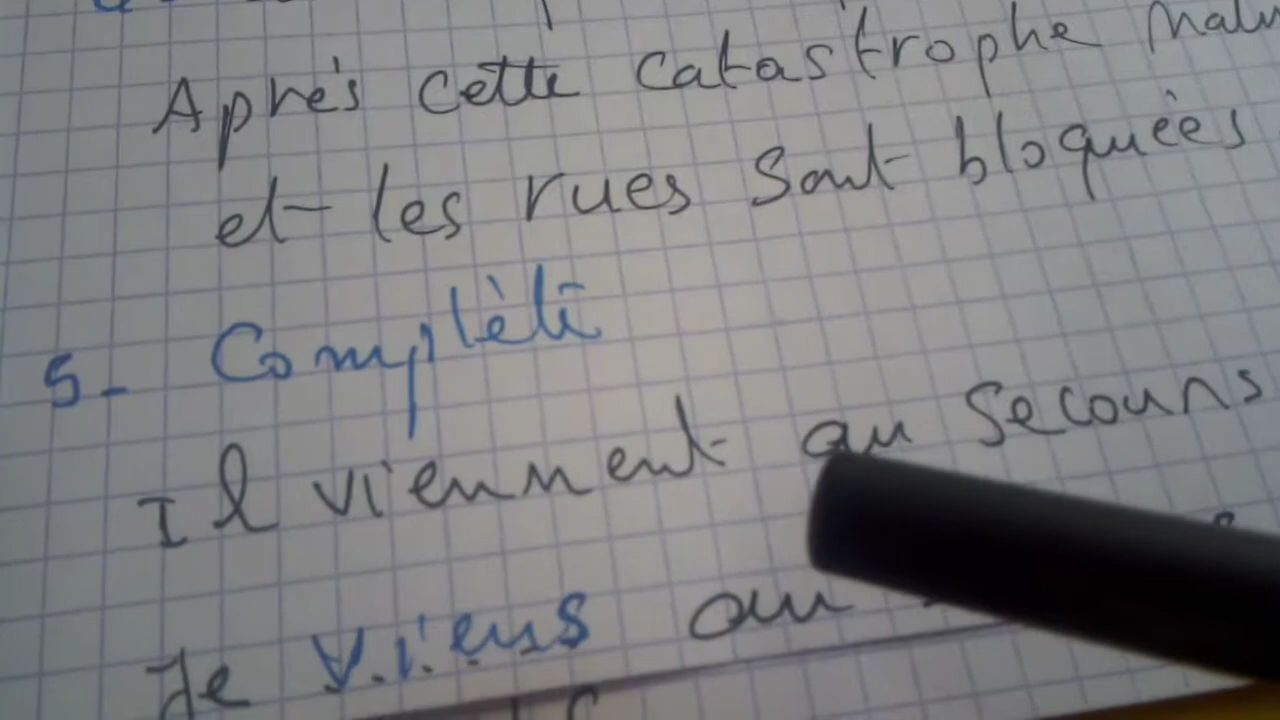 Après cette catastrophe
et les rues sont bloquées
5- Complète
Il viennent au secours
Je viens au